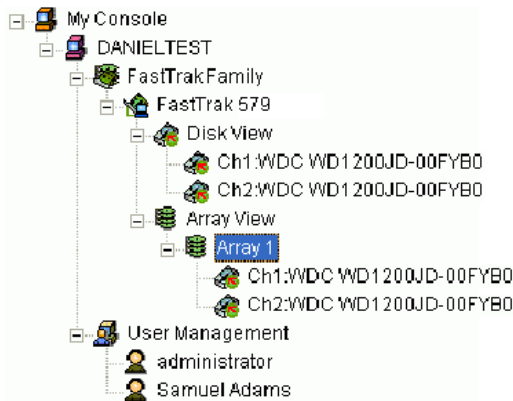 My Console
DANIELTEST
FastTrakFamily
FastTrak 579
Disk View
Ch1:WDC WD1200JD-00FYB0
Ch2:WDC WD1200JD-00FYB0
Array View
Array 1
Ch1:WDC WD1200JD-00FYB0
Ch2:WDC WD1200JD-00FYB0
User Management
administrator
Samuel Adams